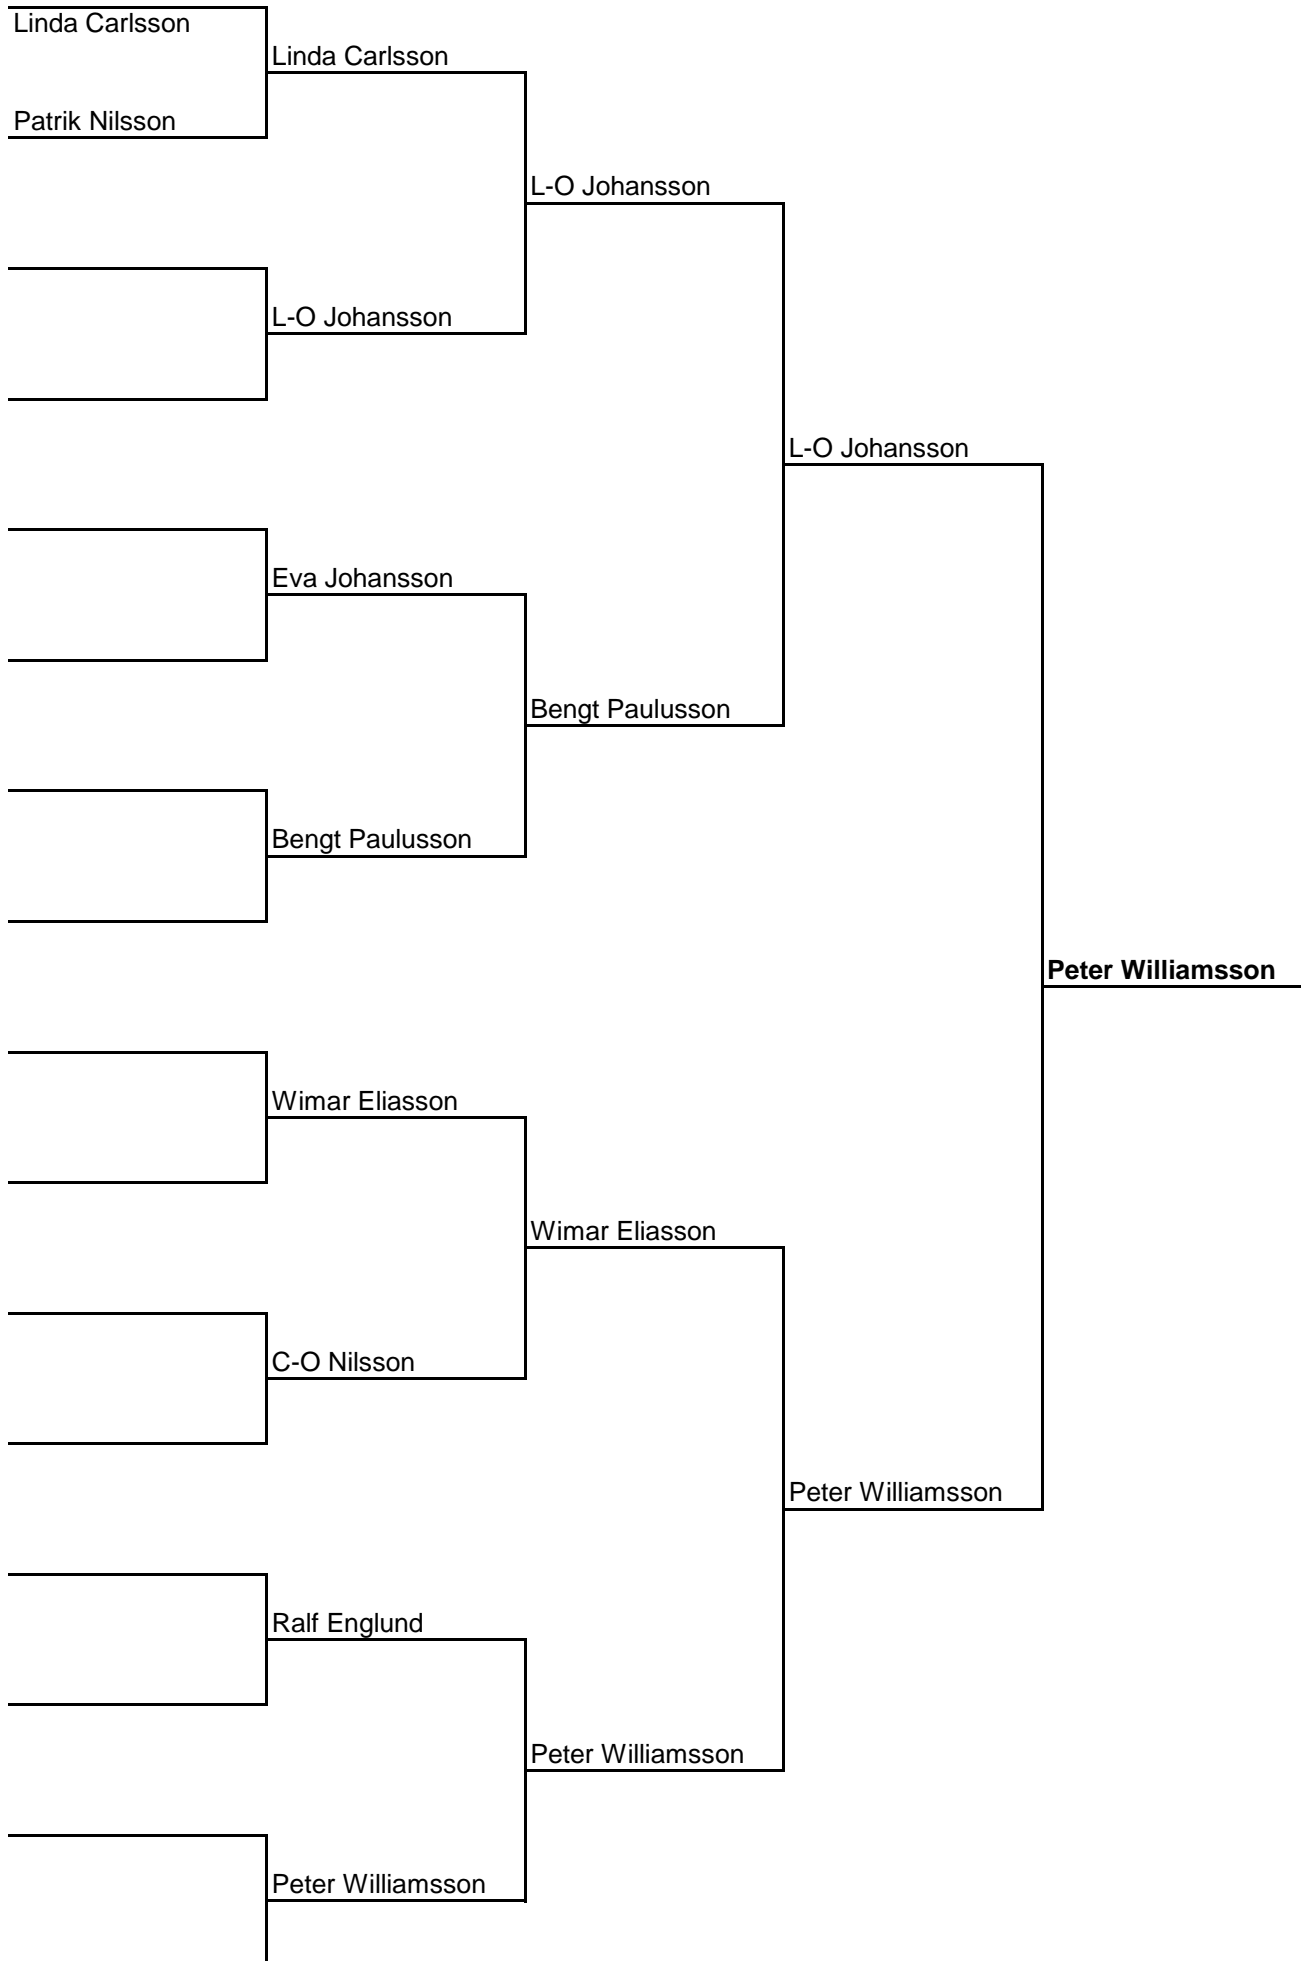 Linda Carlsson
Linda Carlsson
Patrik Nilsson
L-O Johansson
L-O Johansson
L-O Johansson
Eva Johansson
Bengt Paulusson
Bengt Paulusson
Peter Williamsson
Wimar Eliasson
Wimar Eliasson
C-O Nilsson
Peter Williamsson
Ralf Englund
Peter Williamsson
Peter Williamsson